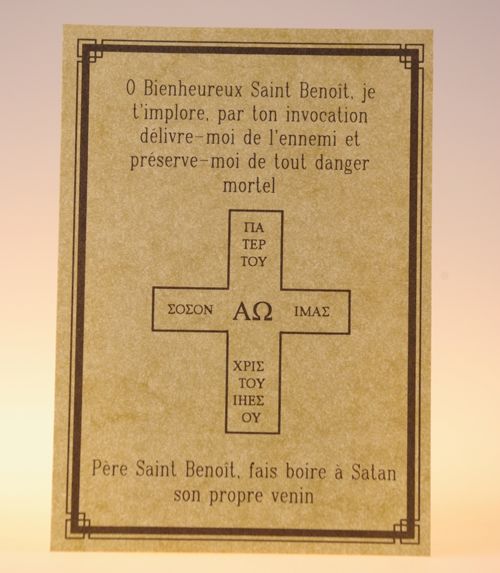 O Bienheureux Saint Benoît, je
t'implore, par ton invocation
délivre-moi de l'ennemi et
préserve-moi de tout danger
mortel
ΠΑ
ΤΕΡ
ΤΟΥ
ΣΟΣΟΝ ΑΩ ΙΜΑΣ
ΧΡΙΣ
ΤΟΥ
ΙΗΕΣ
ΟΥ
Père Saint Benoît, fais boire à Satan
son propre venin